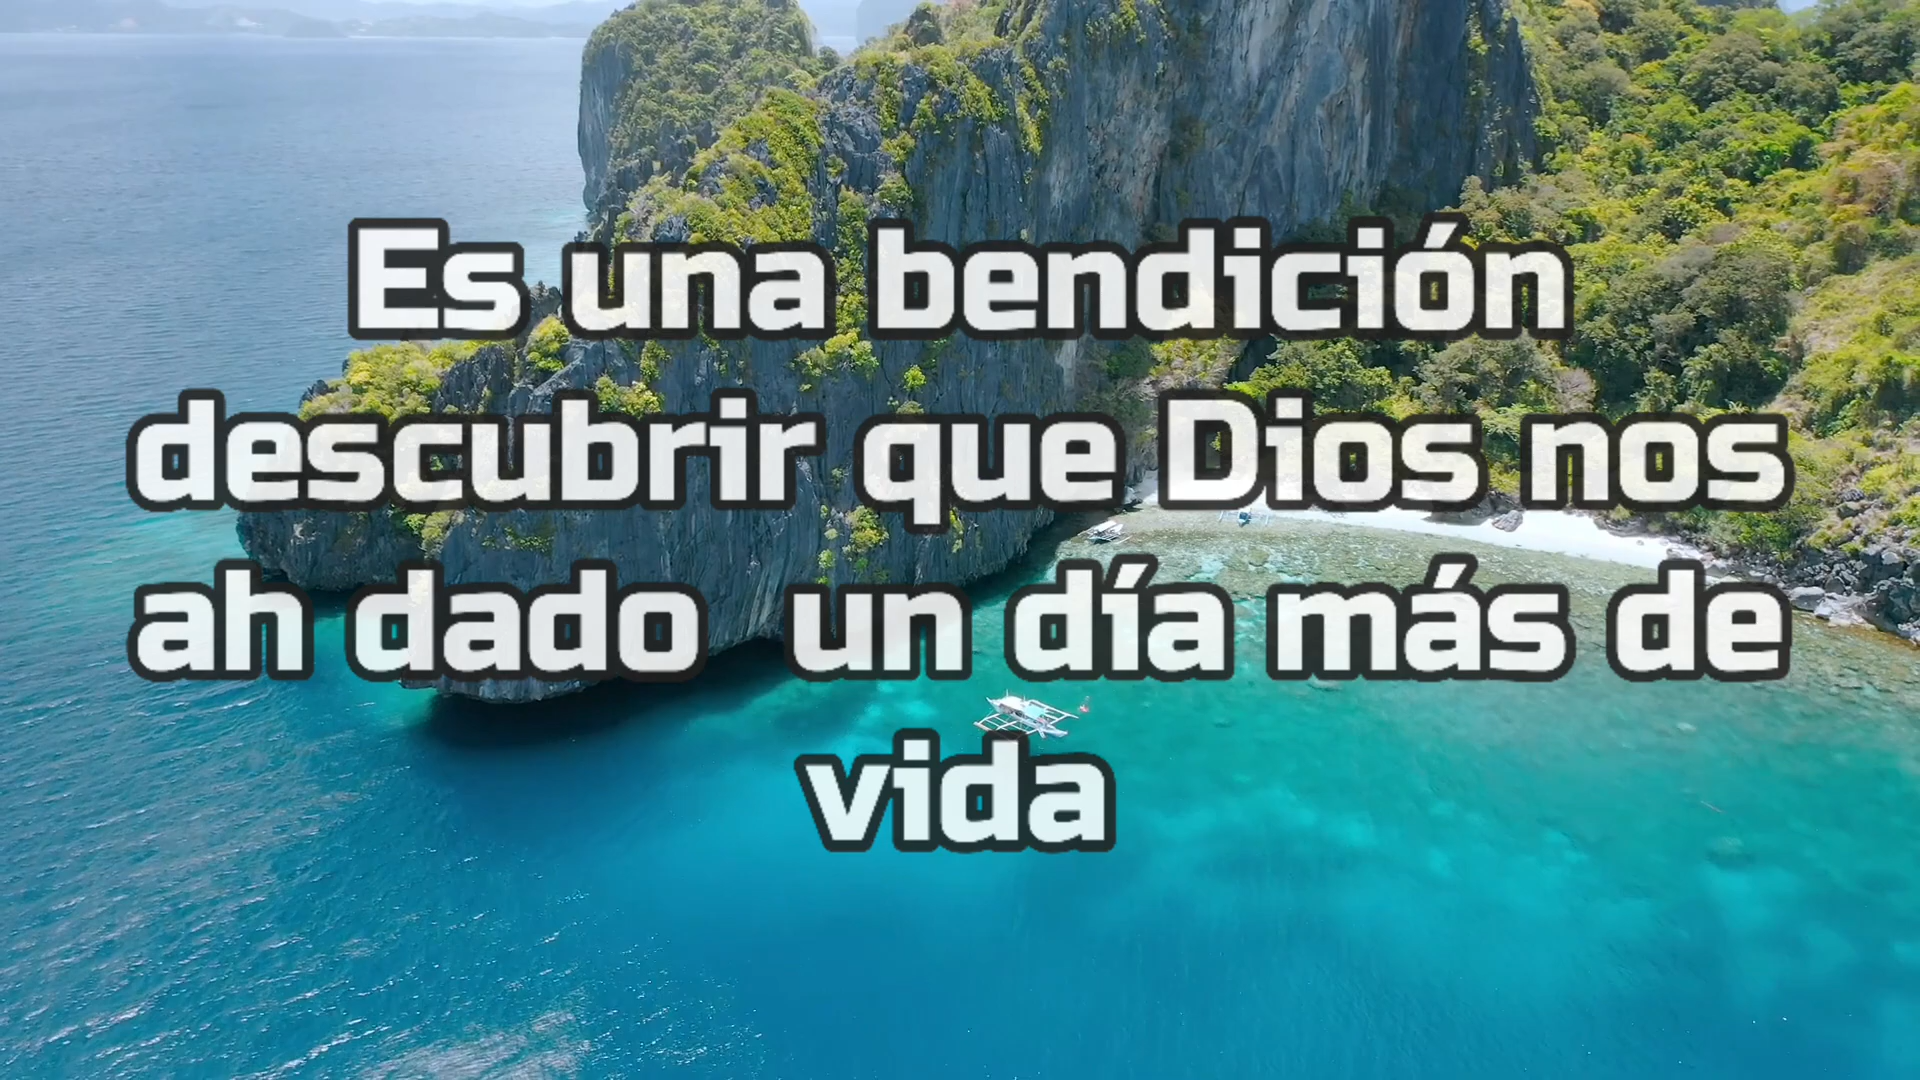 Es una bendición
descubrir que Dios nos
ah dado  un día más de
vida